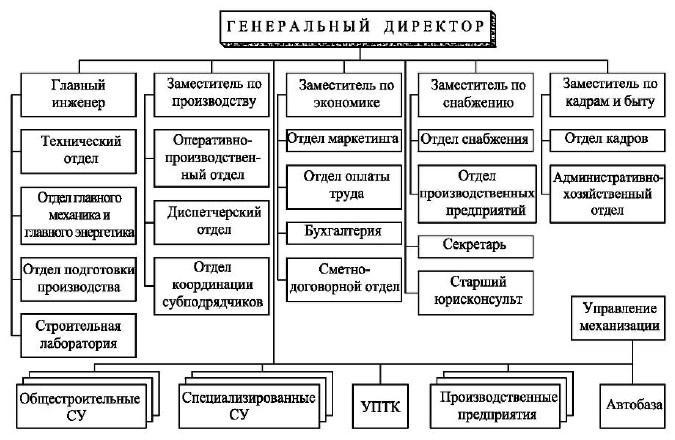 ГЕНЕРАЛЬНЫЙ ДИРЕКТОР
Главный
инженер
Технический
отдел
Отдел главного
механика и
главного энергетика
Отдел подготовки
производства
Строительная
лаборатория
Заместитель по
производству
Оперативно-
производствен-
ный отдел
Диспетчерский
отдел
Отдел
координации
субподрядчиков
Заместитель по
экономике
Отдел маркетинга
Отдел оплаты
труда
Бухгалтерия
Сметно-
договорной отдел
Заместитель по
снабжению
Отдел снабжения
Отдел
производственных
предприятий
Секретарь
Старший
юрисконсульт
Заместитель по
кадрам и быту
Отдел кадров
Административно-
хозяйственный
отдел
Управление
механизации
Общестроительные
СУ
Специализированные
СУ
УПТК
Производственные
предприятия
Автобаза